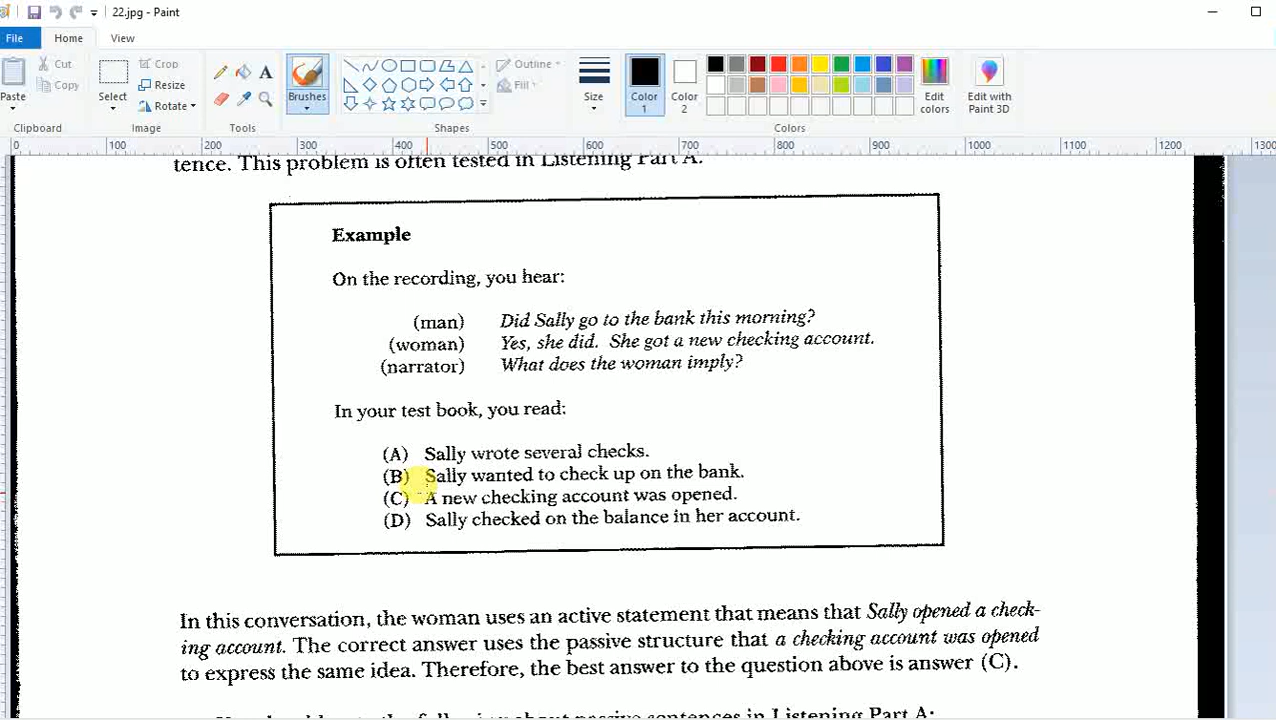 22.jpg - Paint
File Home View
Paste Cut Copy Clipboard
Select Crop Resize Rotate Image
Tools
Brushes
Shapes Outline Fill
Size
Color 1 Color 2 Edit colors Edit with Paint 3D
Colors
0 100 200 300 400 500 600 700 800 900 1000 1100 1200 1300
tence. This problem is often tested in Listening Part A.
Example
On the recording, you hear:
(man) Did Sally go to the bank this morning?
(woman) Yes, she did. She got a new checking account.
(narrator) What does the woman imply?
In your test book, you read:
(A) Sally wrote several checks.
(B) Sally wanted to check up on the bank.
(C) A new checking account was opened.
(D) Sally checked on the balance in her account.
In this conversation, the woman uses an active statement that means that Sally opened a check-
ing account. The correct answer uses the passive structure that a checking account was opened
to express the same idea. Therefore, the best answer to the question above is answer (C).
the following about passive sentences in Listening Part A: